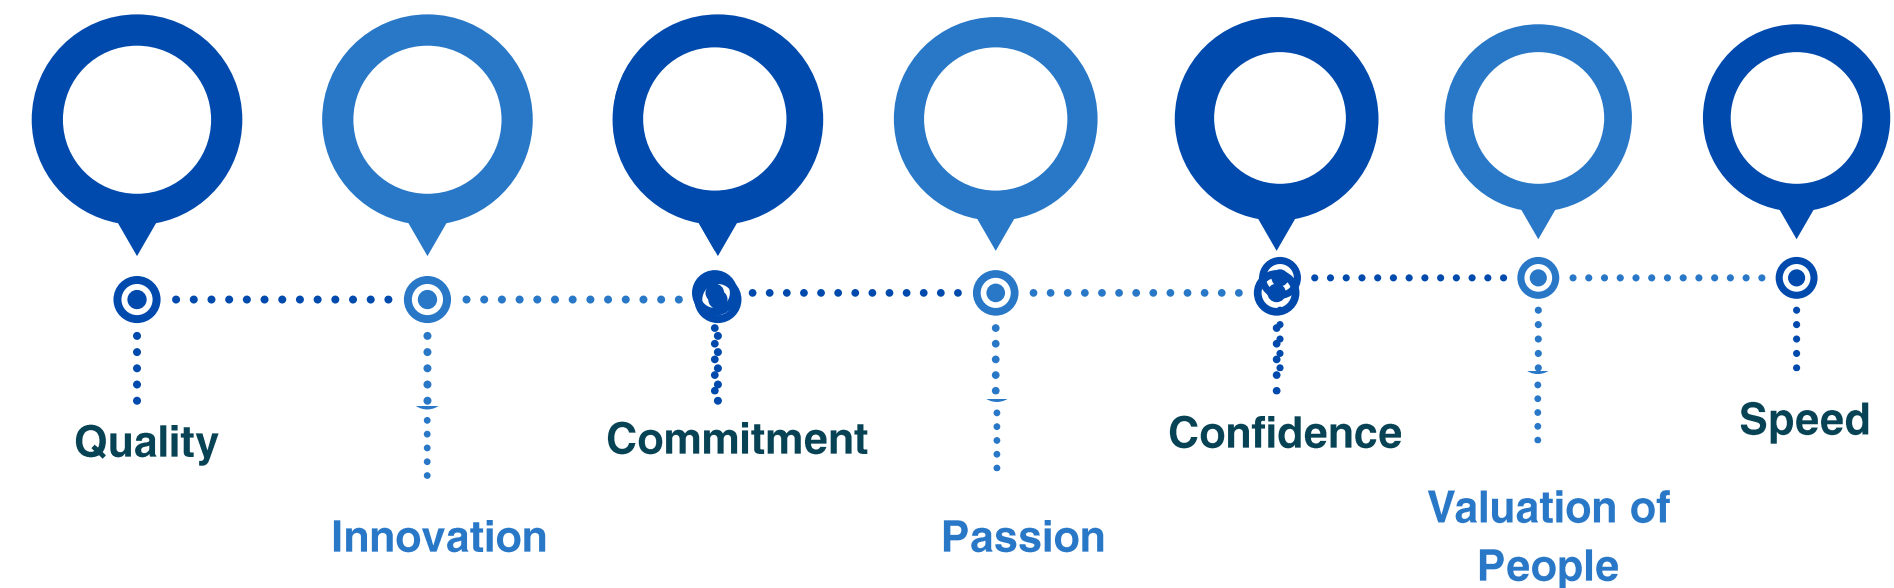 Quality
Innovation
Commitment
Passion
Confidence
Valuation of
People
Speed